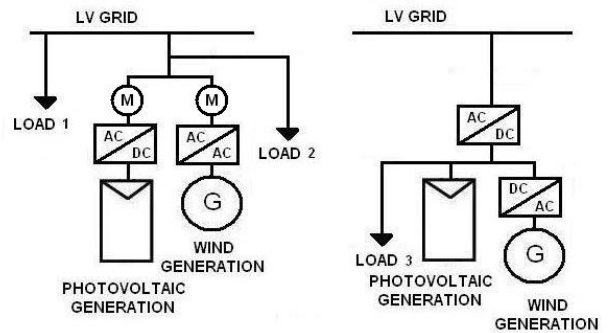 LV GRID
M
M
LOAD 1
AC
DC
AC
AC
LOAD 2
G
WIND
GENERATION
PHOTOVOLTAIC
GENERATION
LV GRID
AC
DC
DC
AC
LOAD 3
G
PHOTOVOLTAIC
GENERATION
WIND
GENERATION